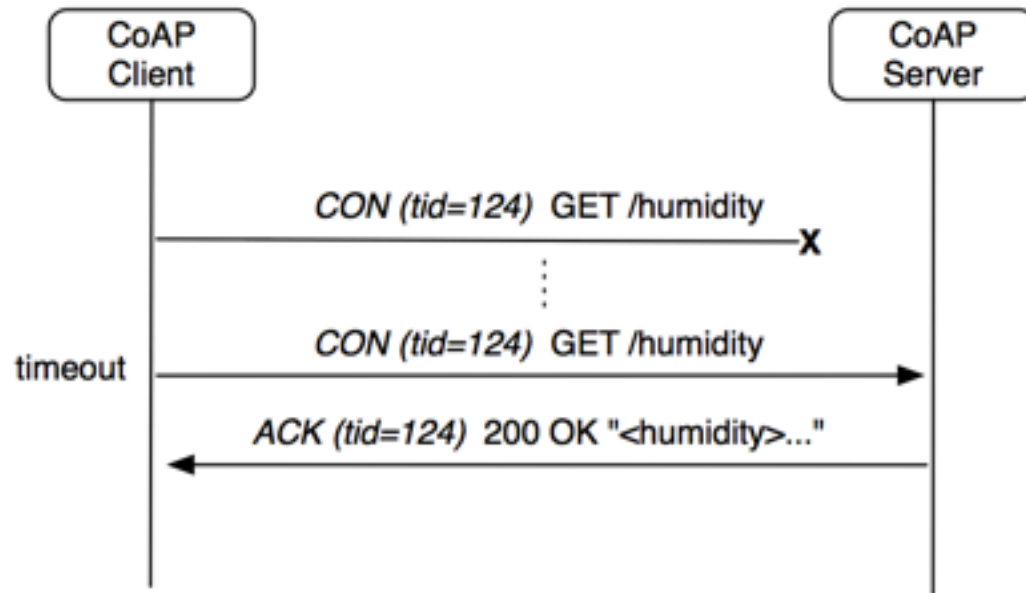 CoAP
Client
CoAP
Server
CON (tid=124) GET /humidity
X
CON (tid=124) GET /humidity
timeout
ACK (tid=124) 200 OK "<humidity>..."